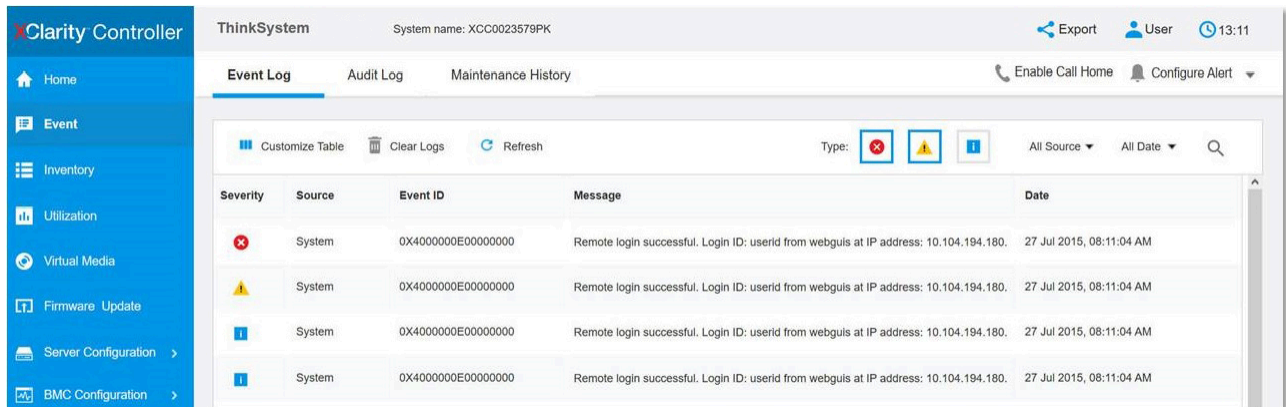 XClarity Controller
ThinkSystem System name: XCC0023579PK Export User 13:11
Home
Event Log Audit Log Maintenance History Enable Call Home Configure Alert
Event
Customize Table Clear Logs Refresh Type: All Source All Date
Inventory
Severity Source Event ID Message Date
Utilization
System 0X4000000E00000000 Remote login successful. Login ID: userid from webguis at IP address: 10.104.194.180. 27 Jul 2015, 08:11:04 AM
Virtual Media
System 0X4000000E00000000 Remote login successful. Login ID: userid from webguis at IP address: 10.104.194.180. 27 Jul 2015, 08:11:04 AM
Firmware Update
System 0X4000000E00000000 Remote login successful. Login ID: userid from webguis at IP address: 10.104.194.180. 27 Jul 2015, 08:11:04 AM
Server Configuration
System 0X4000000E00000000 Remote login successful. Login ID: userid from webguis at IP address: 10.104.194.180. 27 Jul 2015, 08:11:04 AM
BMC Configuration